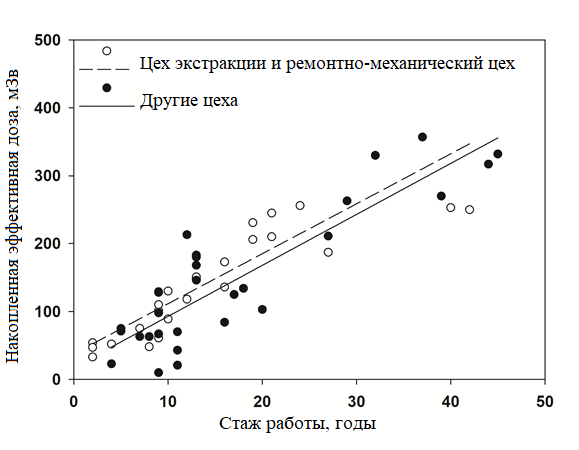 500
400
300
200
100
0
Накопленная эффективная доза, мЗв
Цех экстракции и ремонтно-механический цех
Другие цеха
0 10 20 30 40 50
Стаж работы, годы